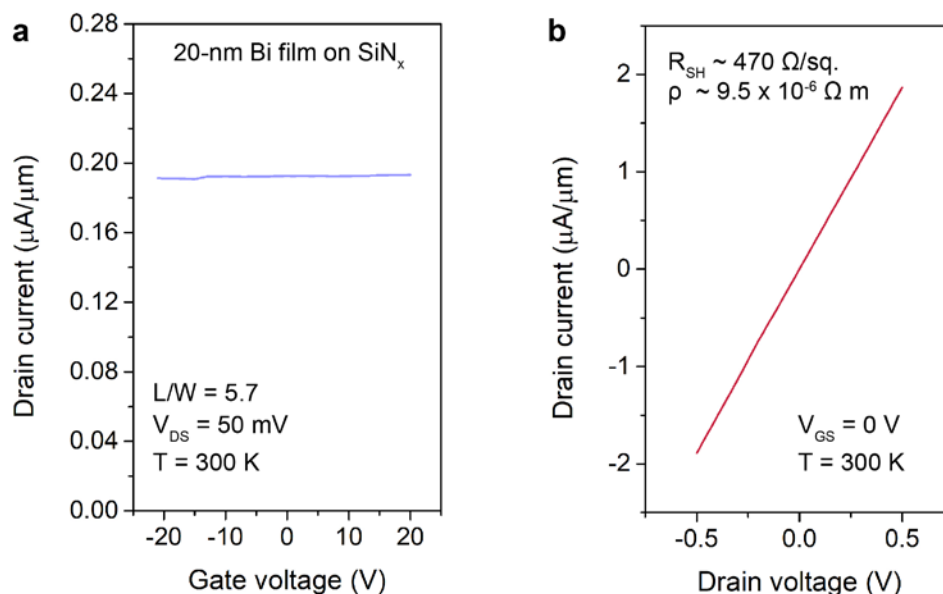 a
20-nm Bi film on SiNₓ
Drain current (μA/μm)
0.28
0.24
0.20
0.16
0.12
0.08
0.04
0.00
L/W = 5.7
V_DS = 50 mV
T = 300 K
-20
-10
0
10
20
Gate voltage (V)
b
R_SH ~ 470 Ω/sq.
ρ ~ 9.5 x 10⁻⁶ Ω m
Drain current (μA/μm)
2
1
0
-1
-2
V_GS = 0 V
T = 300 K
-0.5
0.0
0.5
Drain voltage (V)